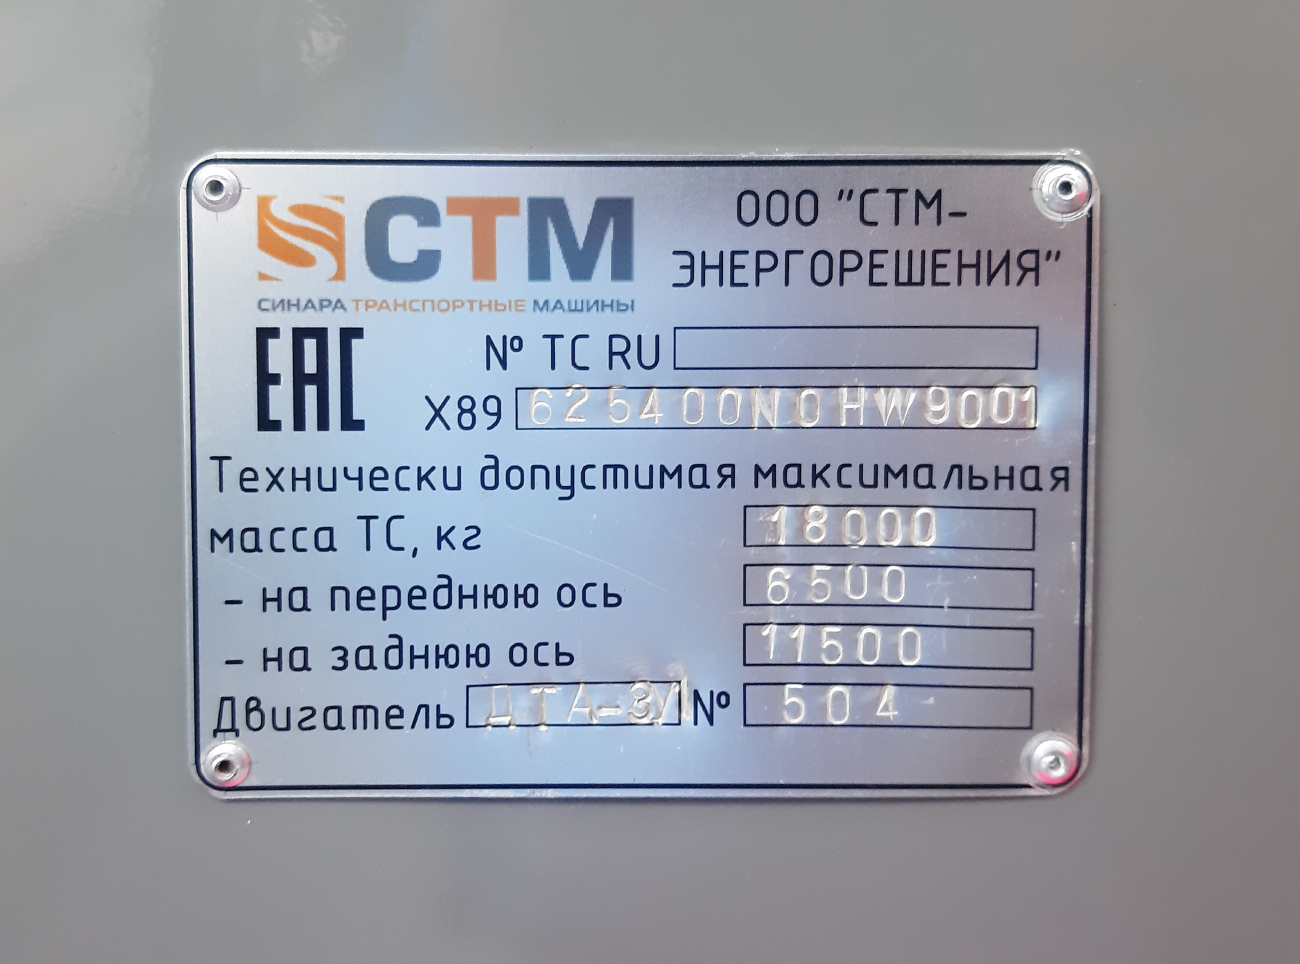 СТМ
СИНАРА ТРАНСПОРТНЫЕ МАШИНЫ
ООО "СТМ-
ЭНЕРГОРЕШЕНИЯ"
ЕАС
№ ТС RU
X89 625400N0HW9001
Технически допустимая максимальная
масса ТС, кг 18000
- на переднюю ось 6500
- на заднюю ось 11500
Двигатель ДТА-Э/1 № 504